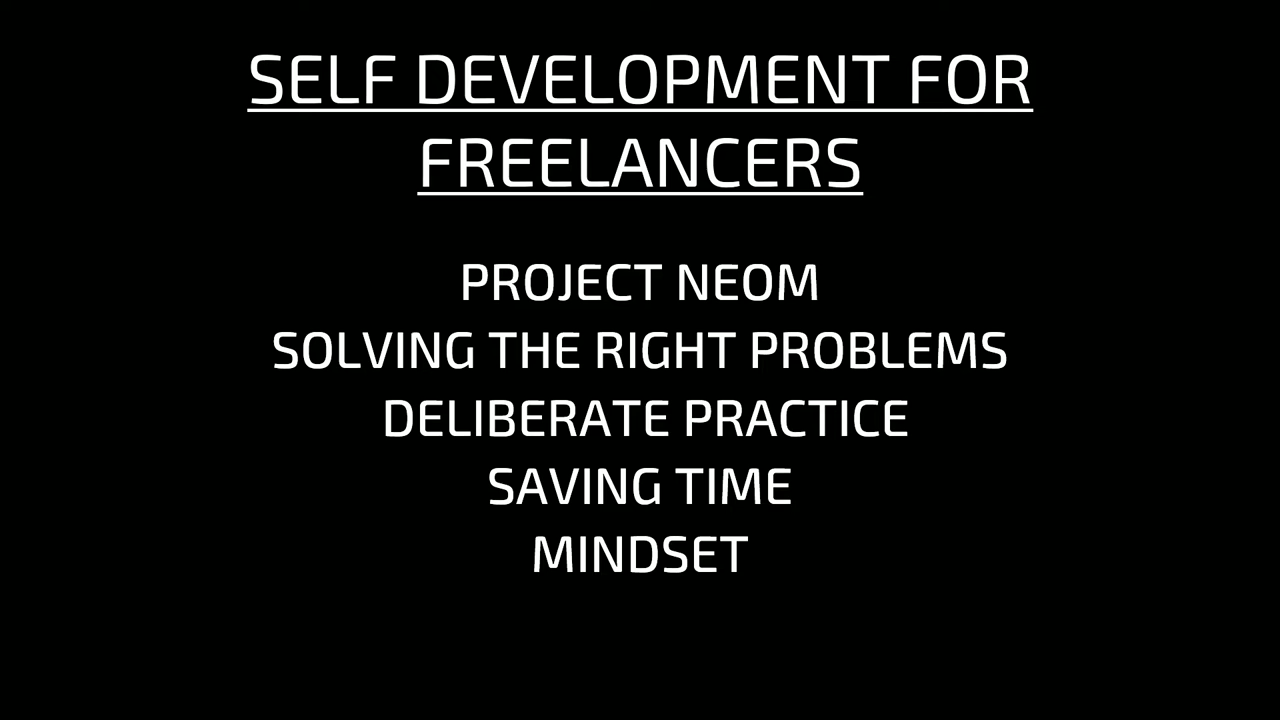 SELF DEVELOPMENT FOR
FREELANCERS
PROJECT NEOM
SOLVING THE RIGHT PROBLEMS
DELIBERATE PRACTICE
SAVING TIME
MINDSET